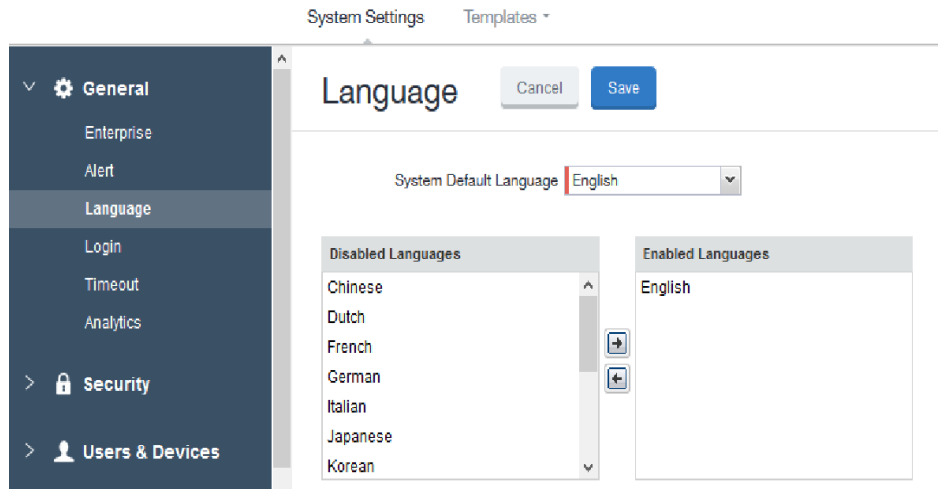 System Settings Templates
General
Enterprise
Alert
Language
Login
Timeout
Analytics
Security
Users & Devices
Language Cancel Save
System Default Language English
Disabled Languages
Chinese
Dutch
French
German
Italian
Japanese
Korean
Enabled Languages
English